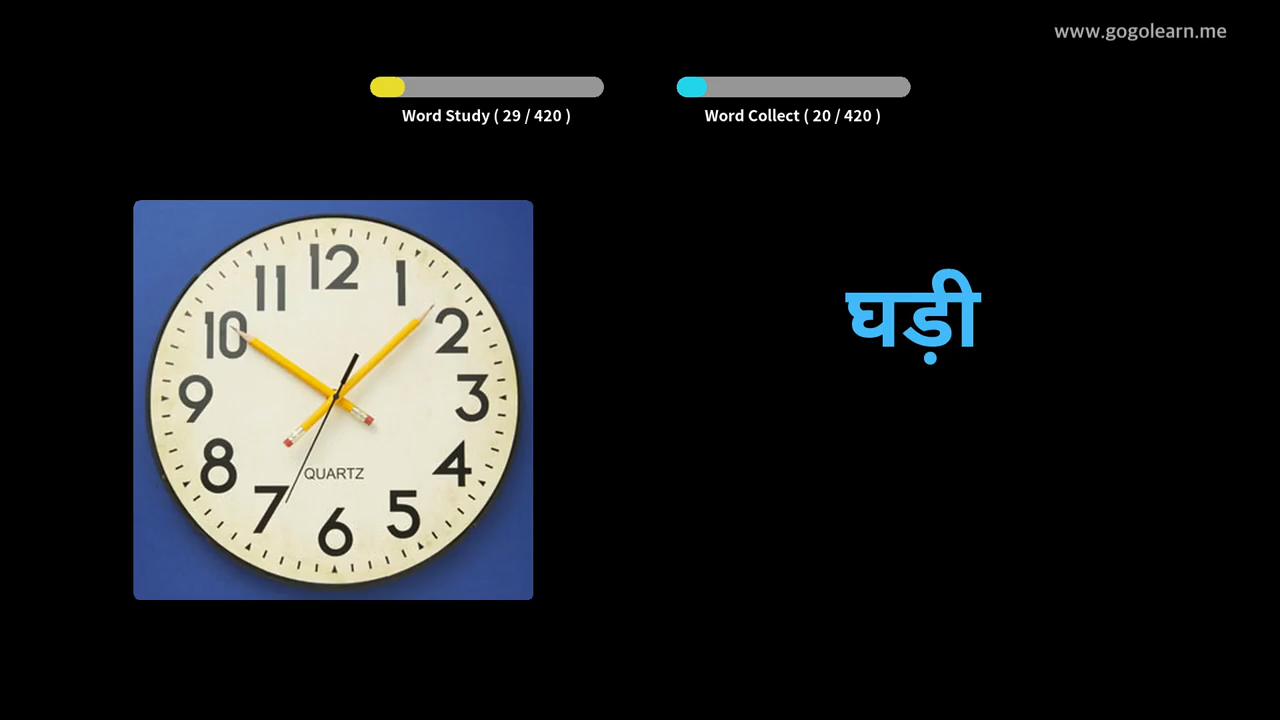 www.gogolearn.me
Word Study ( 29 / 420 )
Word Collect ( 20 / 420 )
12
11
1
10
2
9
3
8
4
7
5
6
QUARTZ
घड़ी